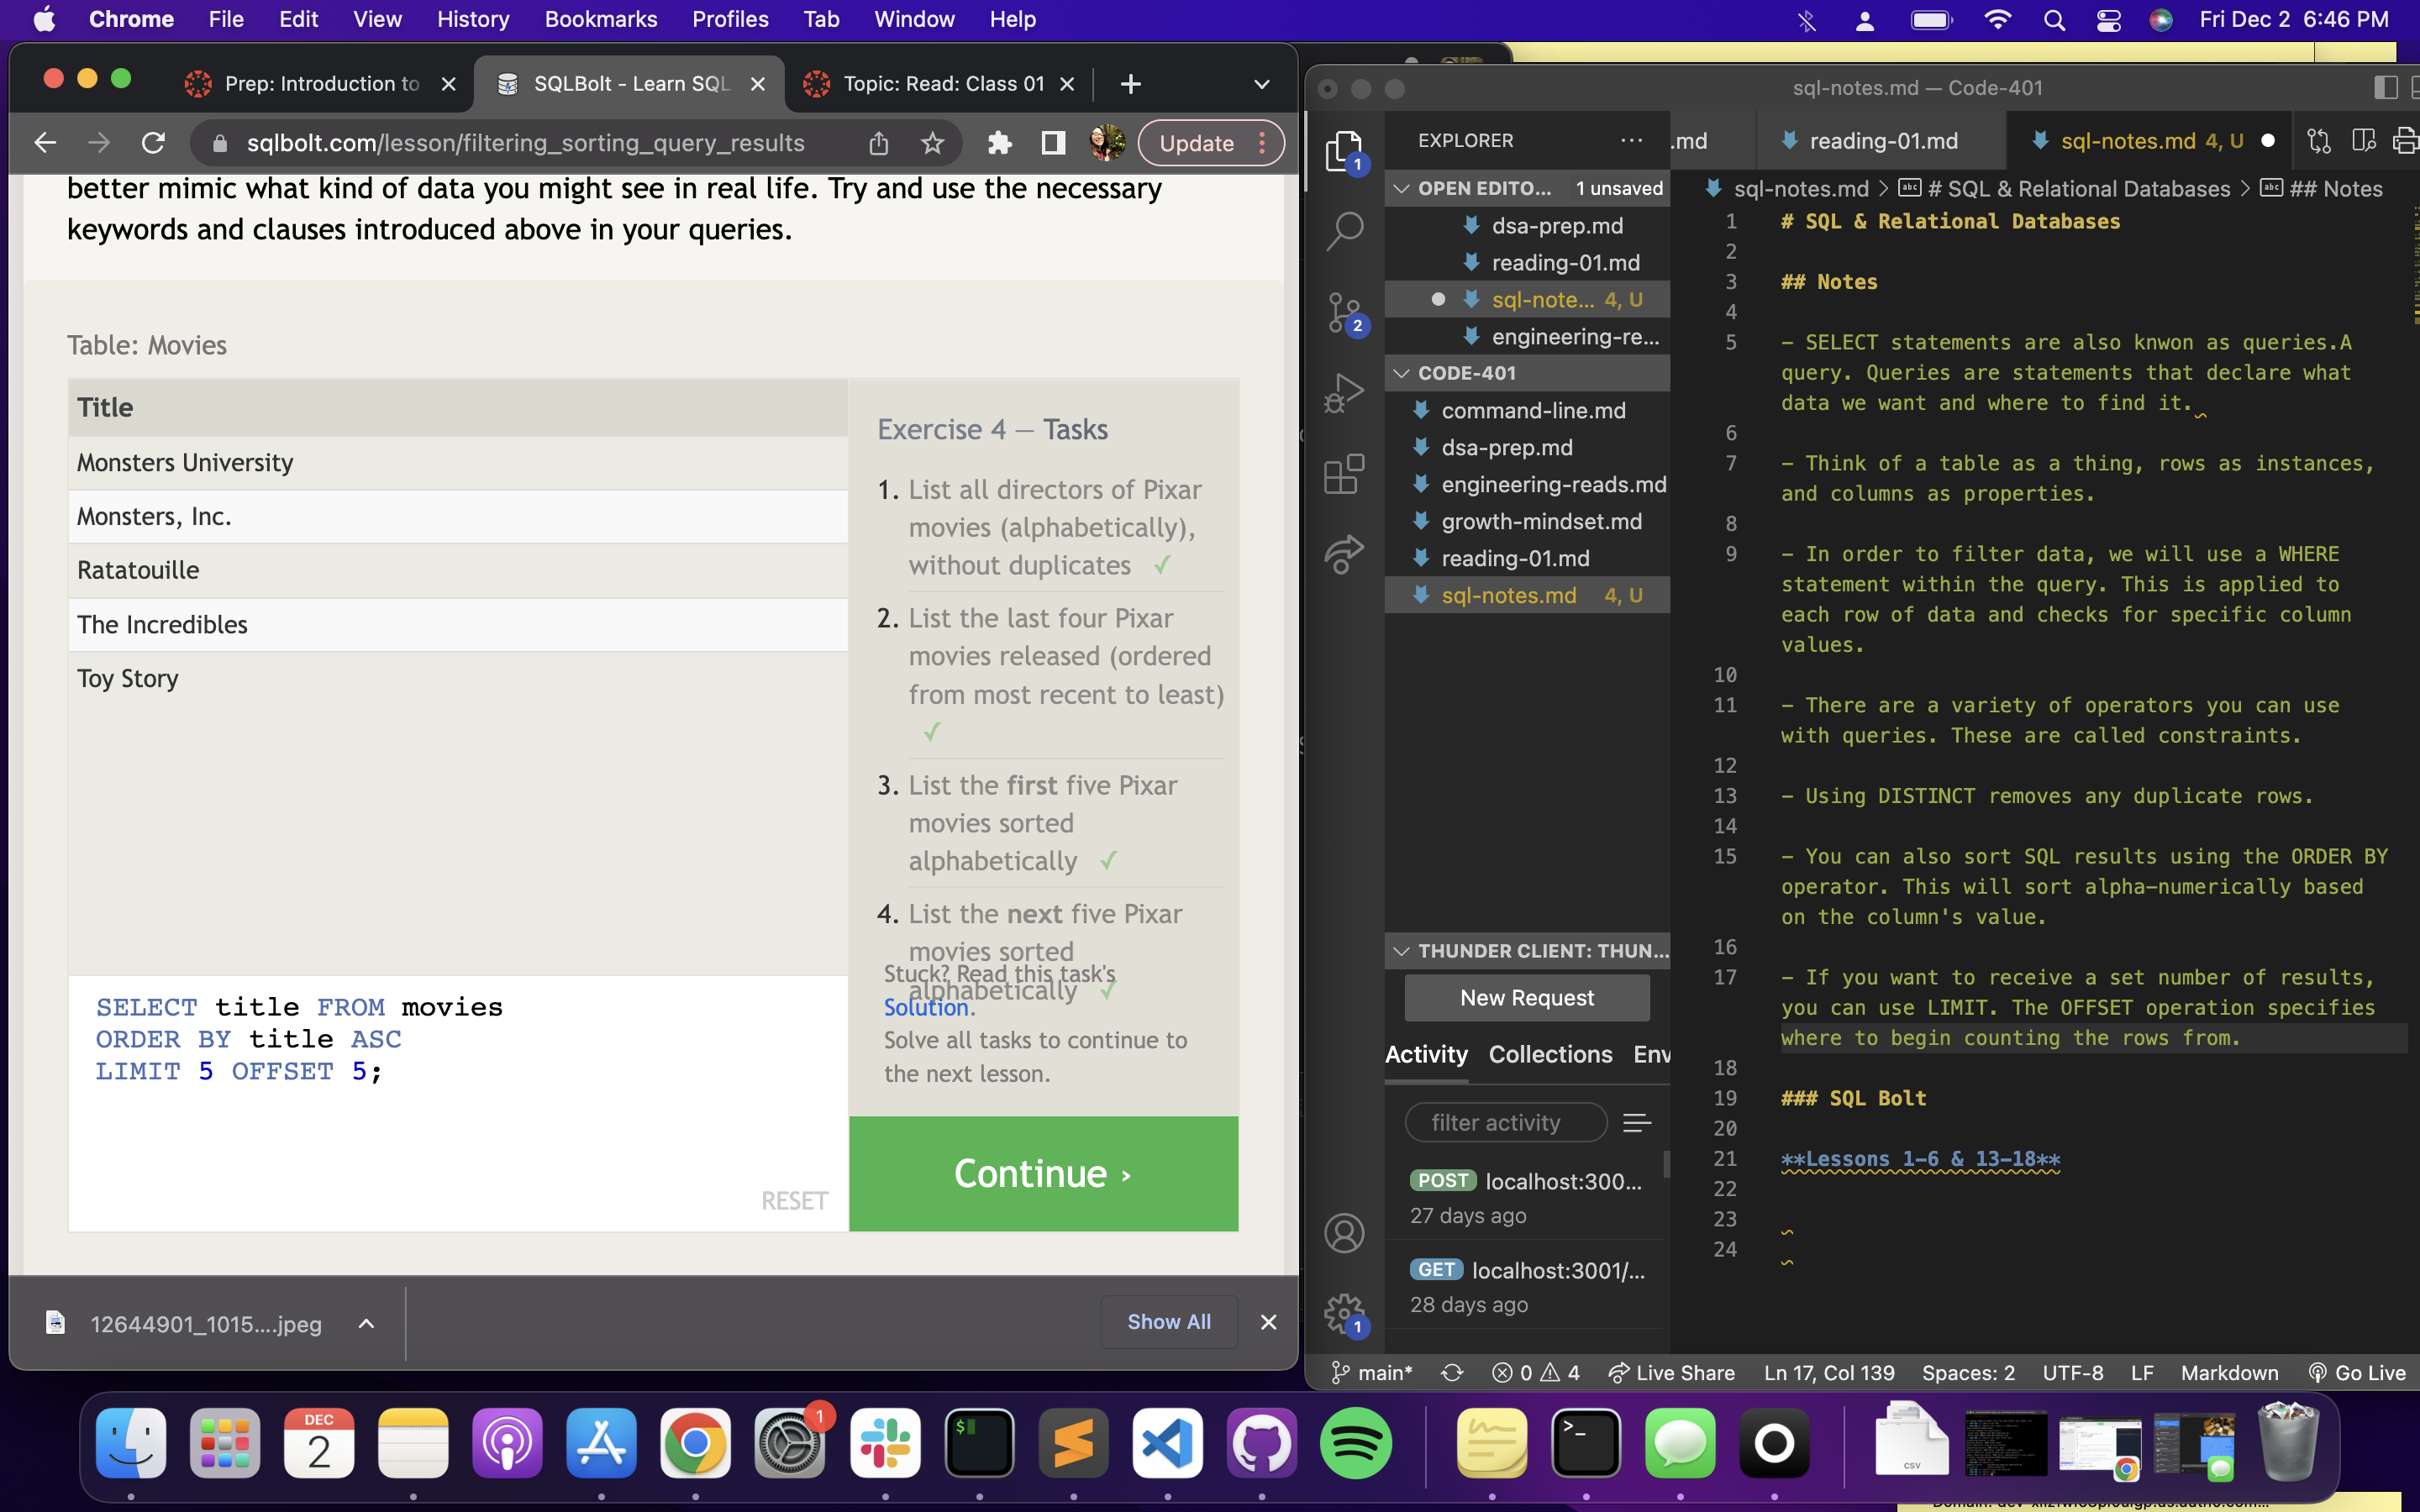 Chrome File Edit View History Bookmarks Profiles Tab Window Help Fri Dec 2 6:46 PM
Prep: Introduction to
SQLBolt - Learn SQL
Topic: Read: Class 01
sqlbolt.com/lesson/filtering_sorting_query_results
Update
better mimic what kind of data you might see in real life. Try and use the necessary
keywords and clauses introduced above in your queries.
Table: Movies
Title
Monsters University
Monsters, Inc.
Ratatouille
The Incredibles
Toy Story
SELECT title FROM movies
ORDER BY title ASC
LIMIT 5 OFFSET 5;
RESET
Exercise 4 — Tasks
1. List all directors of Pixar
movies (alphabetically),
without duplicates ✓
2. List the last four Pixar
movies released (ordered
from most recent to least)
✓
3. List the first five Pixar
movies sorted
alphabetically ✓
4. List the next five Pixar
movies sorted
alphabetically ✓
Stuck? Read this task's
Solution.
Solve all tasks to continue to
the next lesson.
Continue ›
12644901_1015....jpeg
Show All
sql-notes.md — Code-401
EXPLORER
OPEN EDITO... 1 unsaved
dsa-prep.md
reading-01.md
sql-note... 4, U
engineering-re...
CODE-401
command-line.md
dsa-prep.md
engineering-reads.md
growth-mindset.md
reading-01.md
sql-notes.md 4, U
THUNDER CLIENT: THUN...
New Request
Activity Collections Env
filter activity
POST localhost:300...
27 days ago
GET localhost:3001/...
28 days ago
1
2
1
.md
reading-01.md
sql-notes.md 4, U
sql-notes.md > # SQL & Relational Databases > ## Notes
1 # SQL & Relational Databases
2
3 ## Notes
4
5 - SELECT statements are also knwon as queries.A
query. Queries are statements that declare what
data we want and where to find it.
6
7 - Think of a table as a thing, rows as instances,
and columns as properties.
8
9 - In order to filter data, we will use a WHERE
statement within the query. This is applied to
each row of data and checks for specific column
values.
10
11 - There are a variety of operators you can use
with queries. These are called constraints.
12
13 - Using DISTINCT removes any duplicate rows.
14
15 - You can also sort SQL results using the ORDER BY
operator. This will sort alpha-numerically based
on the column's value.
16
17 - If you want to receive a set number of results,
you can use LIMIT. The OFFSET operation specifies
where to begin counting the rows from.
18
19 ### SQL Bolt
20
21 **Lessons 1-6 & 13-18**
22
23
24
main* 0 4 Live Share Ln 17, Col 139 Spaces: 2 UTF-8 LF Markdown Go Live
DEC
2
1
CSV